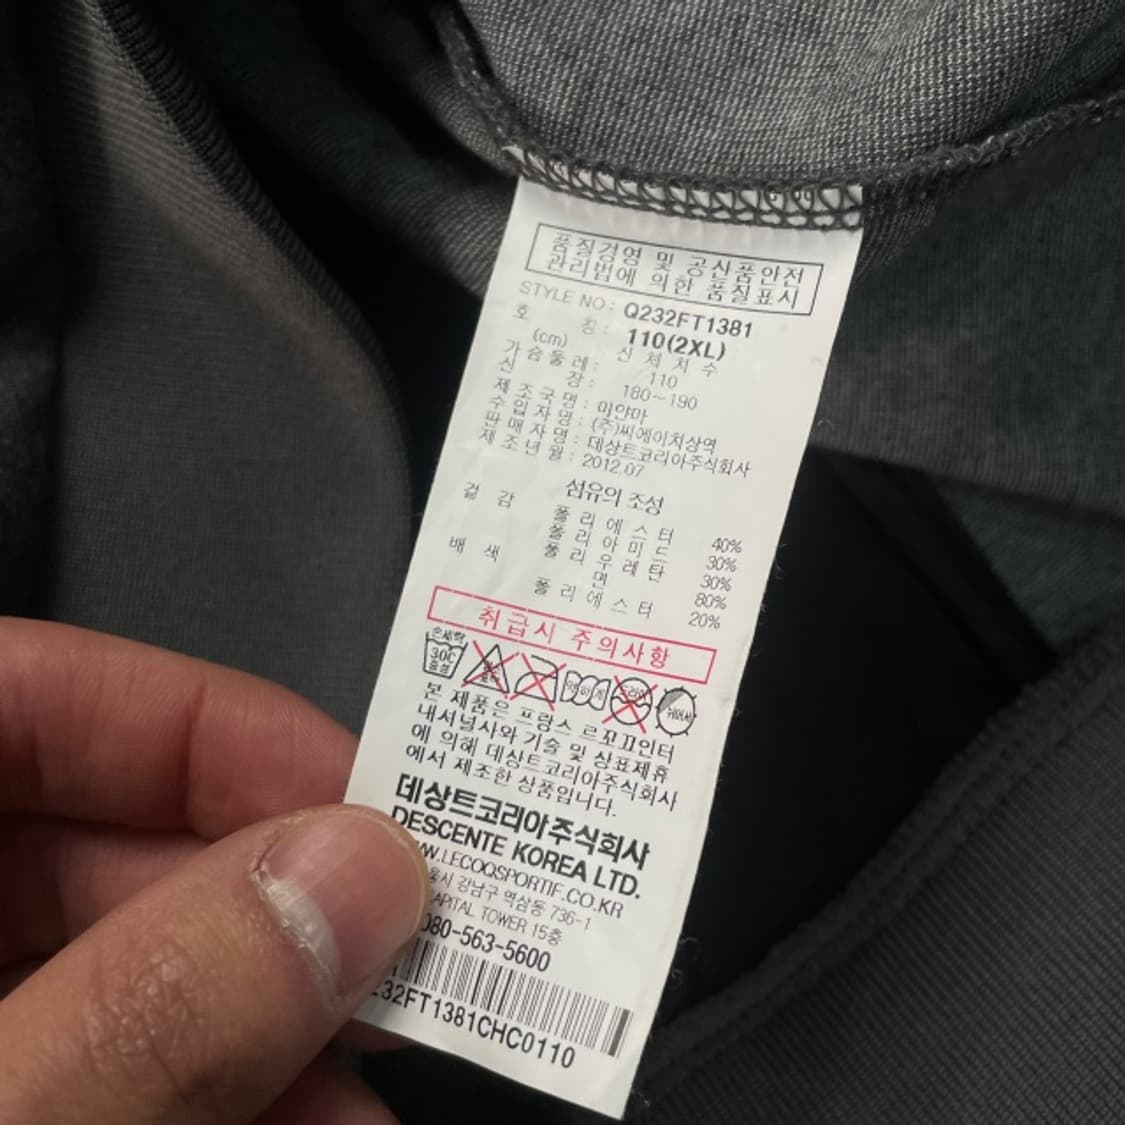 품질경영 및 공산품안전
관리법에 의한 품질표시
STYLE NO: Q232FT1381
호 칭: 110(2XL)
(cm) 신체치수
가슴둘레: 110
신 장: 180~190
제조국명: 미얀마
수입자명: (주)씨에이치상역
판매자명: 데상트코리아주식회사
제조년월: 2012.07
섬유의 조성
겉 감 폴리에스터 40%
폴리아미드 30%
폴리우레탄 30%
배 색 면 80%
폴리에스터 20%
취급시 주의사항
손세탁
30C
중성
약하게
드라이
본 제품은 프랑스 르꼬끄인터
내셔널사와 기술 및 상표제휴
에 의해 데상트코리아주식회사
에서 제조한 상품입니다.
데상트코리아주식회사
DESCENTE KOREA LTD.
WWW.LECOQSPORTIF.CO.KR
강남구 역삼동 736-1
TOWER 15층
080-563-5600
232FT1381CHC0110